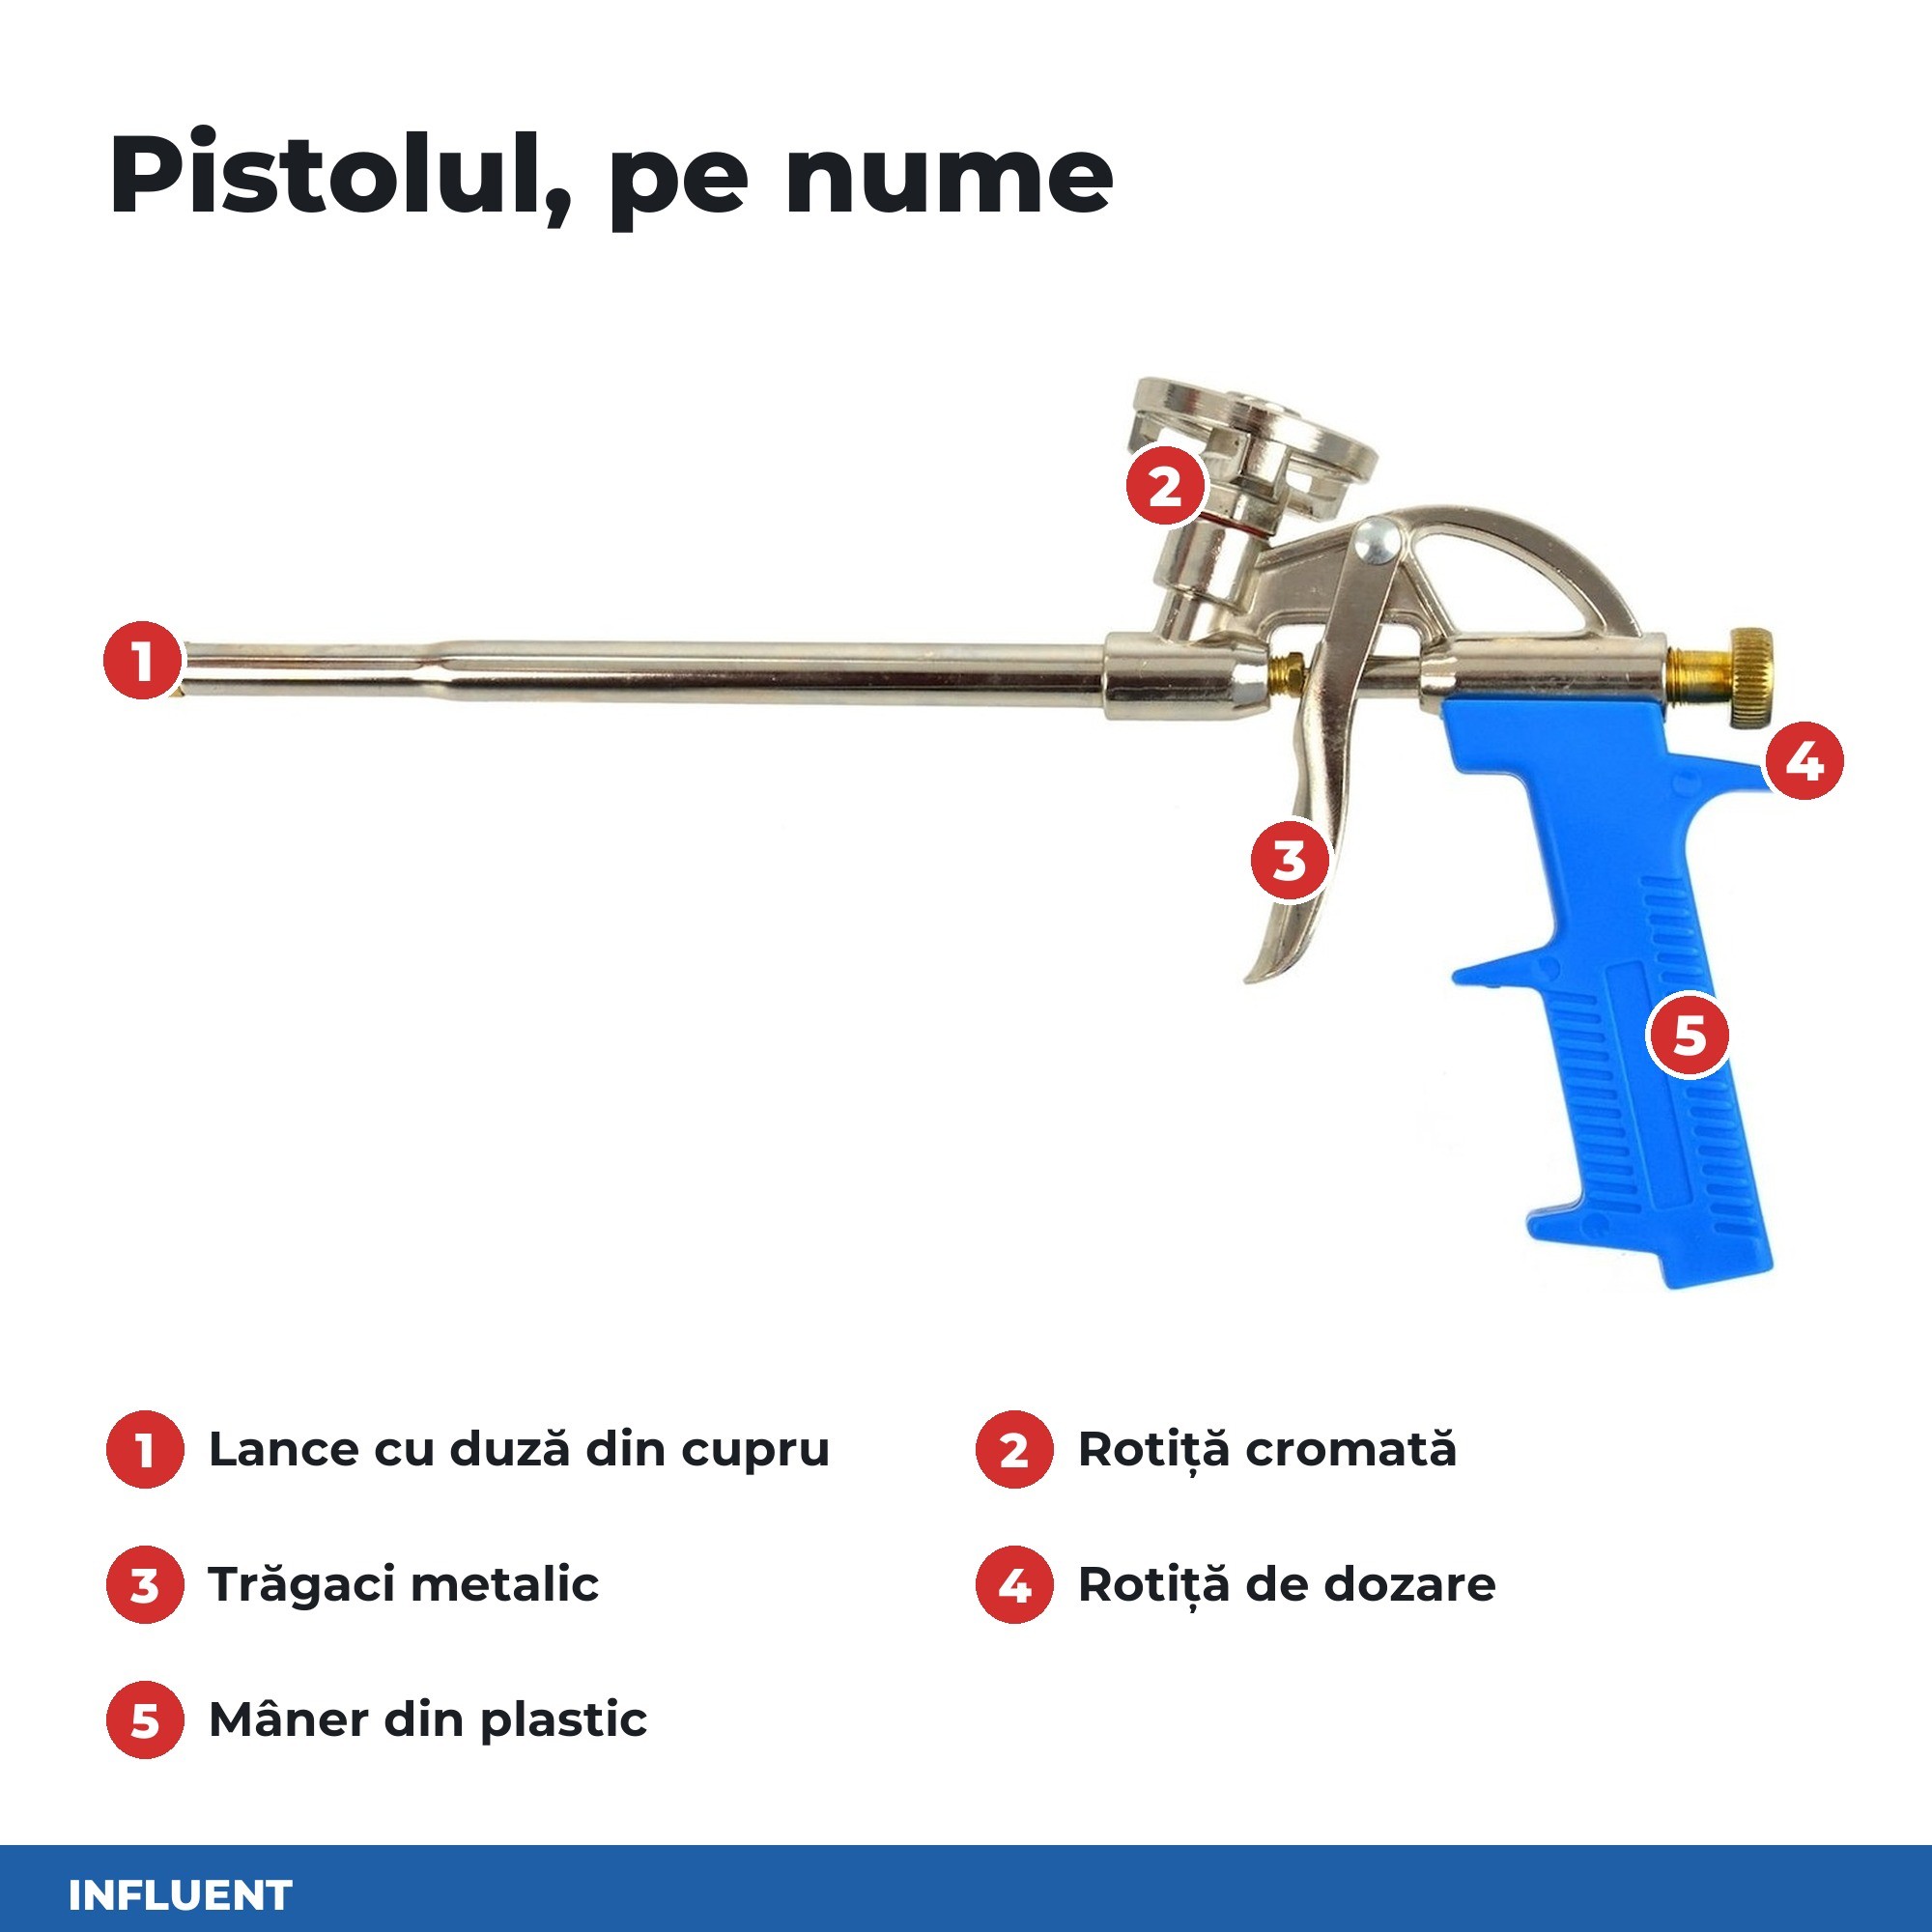 Pistolul, pe nume
2
1
4
3
5
1 Lance cu duză din cupru
2 Rotiță cromată
3 Trăgaci metalic
4 Rotiță de dozare
5 Mâner din plastic
INFLUENT